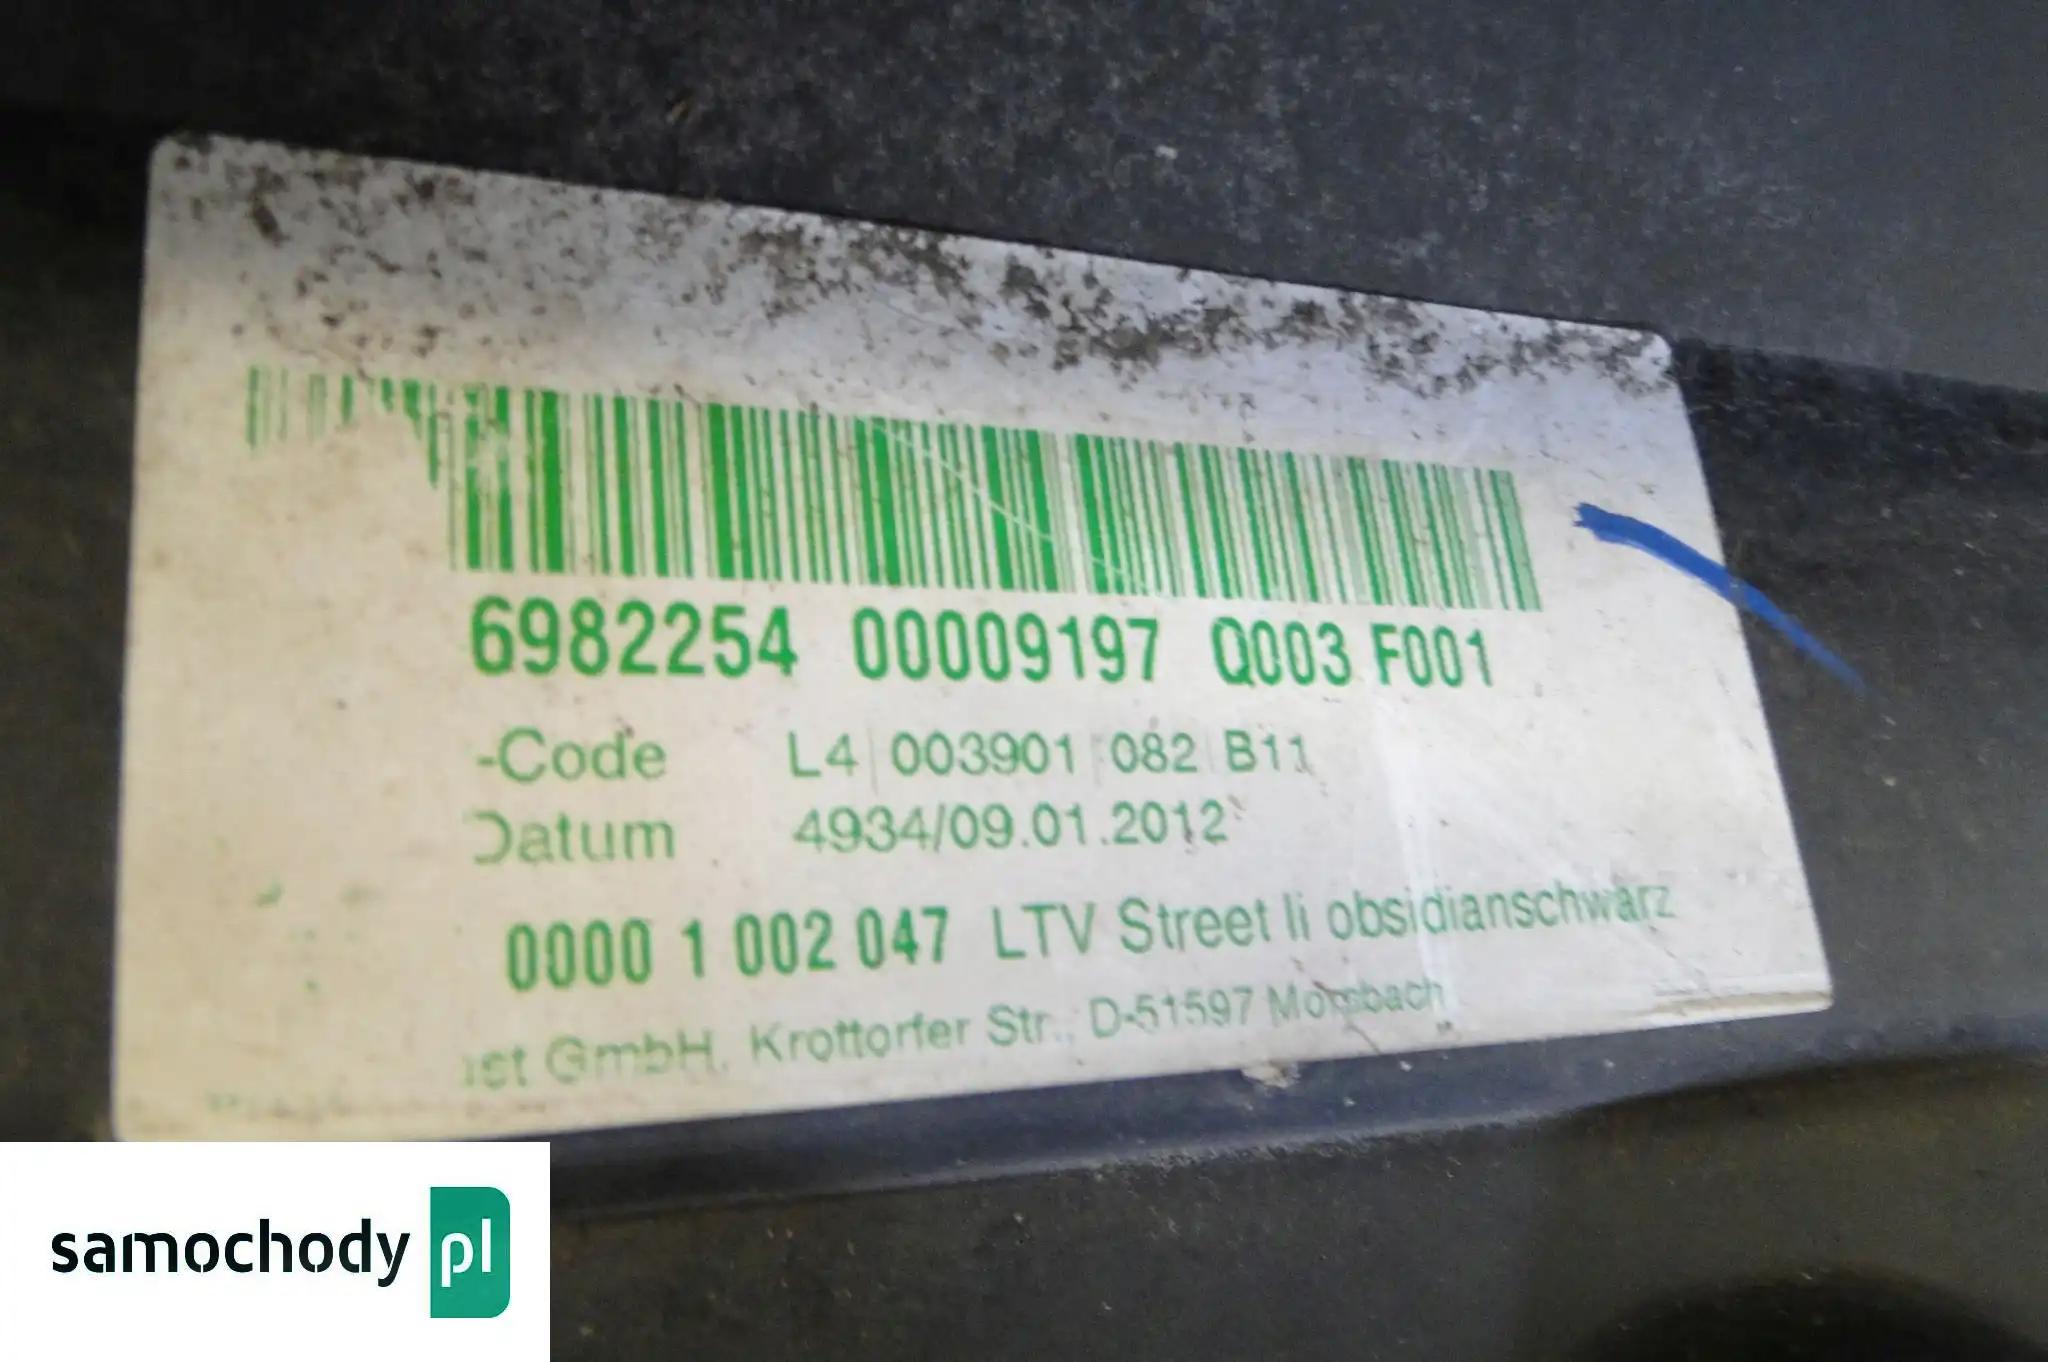 6982254 00009197 Q003 F001
-Code L4 003901 082 B11
Datum 4934/09.01.2012
0000 1 002 047 LTV Street li obsidianschwarz
GmbH, Krottorfer Str., D-51597 Morsbach
samochody pl